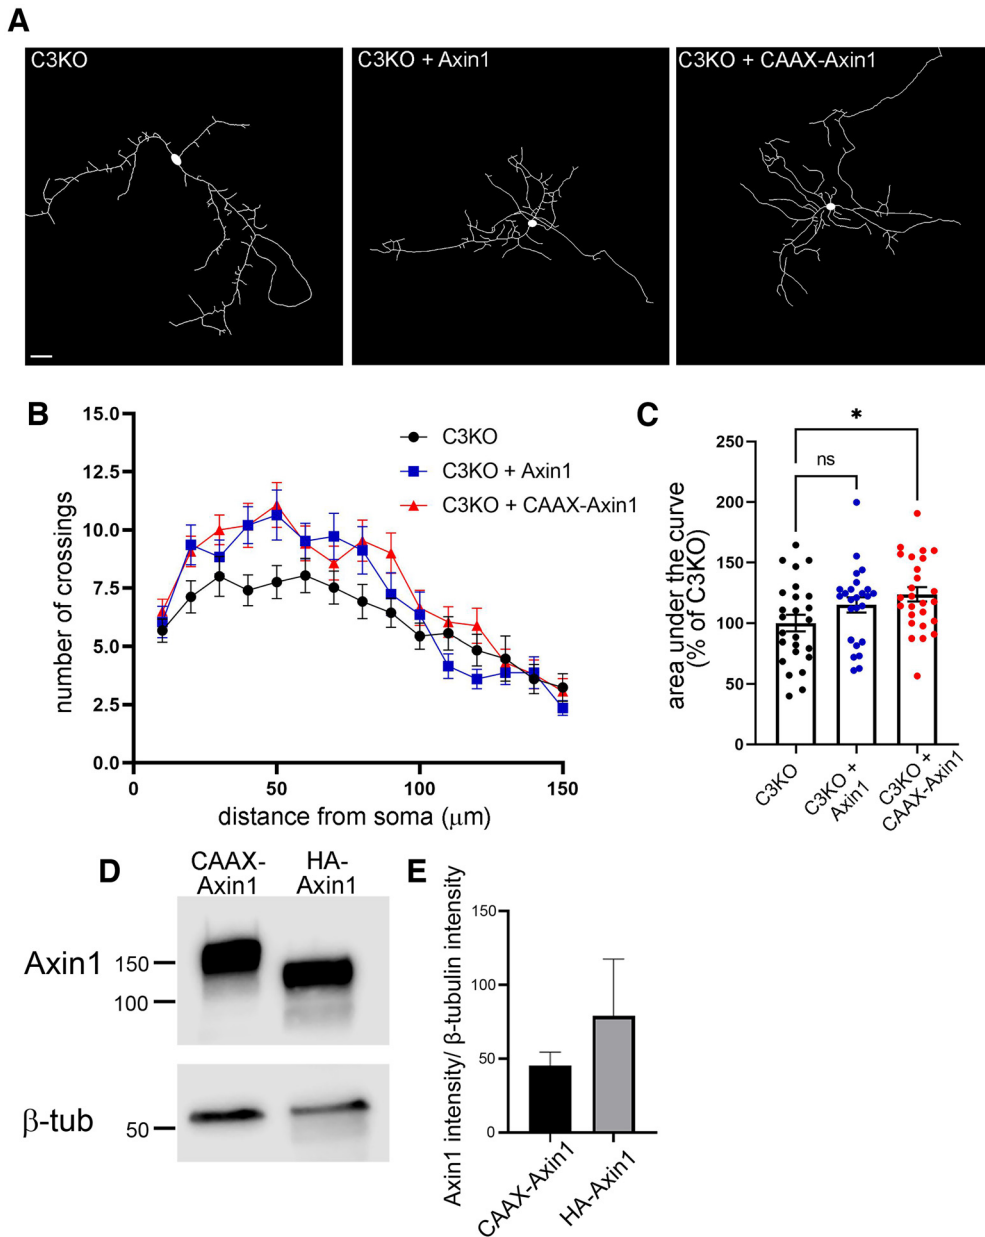 A
C3KO
C3KO + Axin1
C3KO + CAAX-Axin1
B
number of crossings
15.0
12.5
10.0
7.5
5.0
2.5
0.0
0
50
100
150
distance from soma (μm)
C3KO
C3KO + Axin1
C3KO + CAAX-Axin1
C
area under the curve
(% of C3KO)
250
200
150
100
50
0
ns
*
C3KO
C3KO +
Axin1
C3KO +
CAAX-Axin1
D
CAAX-
Axin1
HA-
Axin1
Axin1
150
100
β-tub
50
E
Axin1 intensity/ β-tubulin intensity
150
100
50
0
CAAX-Axin1
HA-Axin1